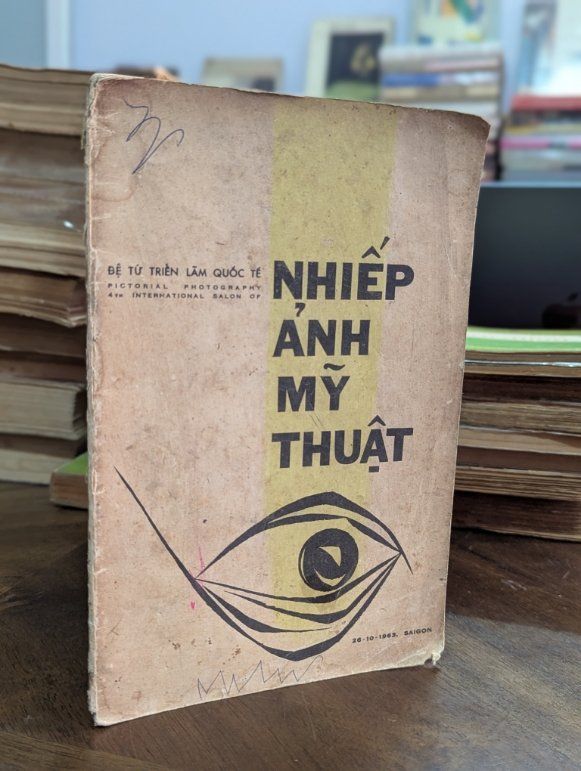 ĐỆ TỨ TRIỂN LÃM QUỐC TẾ
PICTORIAL PHOTOGRAPHY
4TH INTERNATIONAL SALON OF
NHIẾP
ẢNH
MỸ
THUẬT
26-10-1963. SAIGON